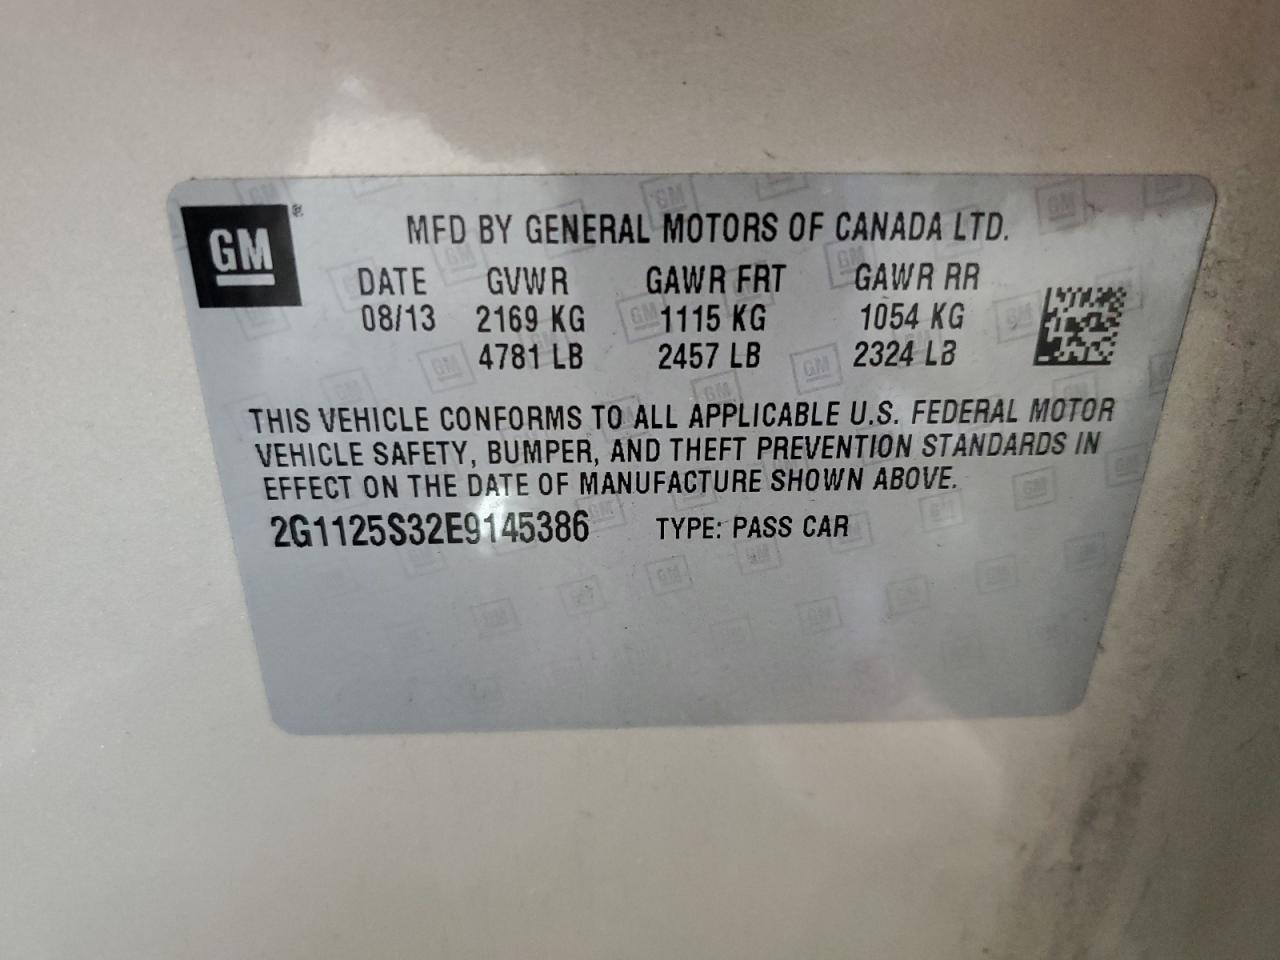 GM ®
MFD BY GENERAL MOTORS OF CANADA LTD.
DATE GVWR GAWR FRT GAWR RR
08/13 2169 KG 1115 KG 1054 KG
4781 LB 2457 LB 2324 LB
THIS VEHICLE CONFORMS TO ALL APPLICABLE U.S. FEDERAL MOTOR
VEHICLE SAFETY, BUMPER, AND THEFT PREVENTION STANDARDS IN
EFFECT ON THE DATE OF MANUFACTURE SHOWN ABOVE.
2G1125S32E9145386 TYPE: PASS CAR